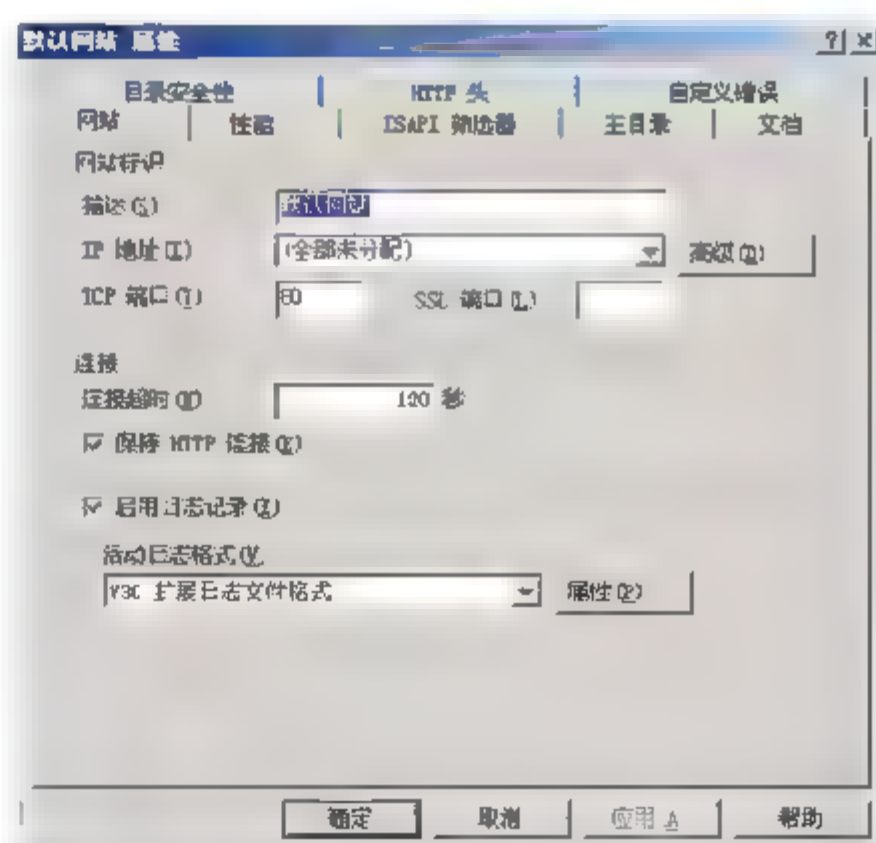 默认网站 属性
目录安全性 HTTP 头 自定义错误
网站 性能 ISAPI 筛选器 主目录 文档
网站标识
描述(S) 默认网站
IP 地址(I) (全部未分配) 高级(D)
TCP 端口(T) 80 SSL 端口(L)
连接
连接超时(N) 120 秒
保持 HTTP 连接(K)
启用日志记录(E)
活动日志格式(V)
W3C 扩展日志文件格式 属性(P)
确定 取消 应用 A 帮助